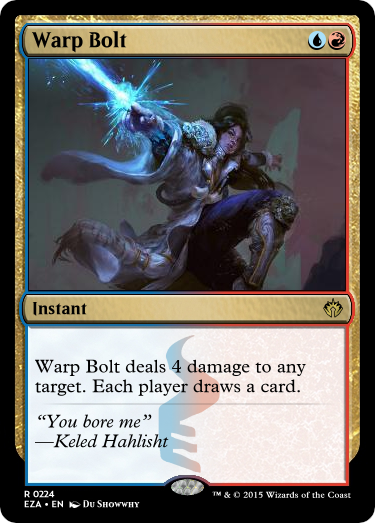 Warp Bolt
Instant
Warp Bolt deals 4 damage to any
target. Each player draws a card.
“You bore me”
—Keled Hahlisht
R 0224
EZA • EN Du Showwhy
™ & © 2015 Wizards of the Coast